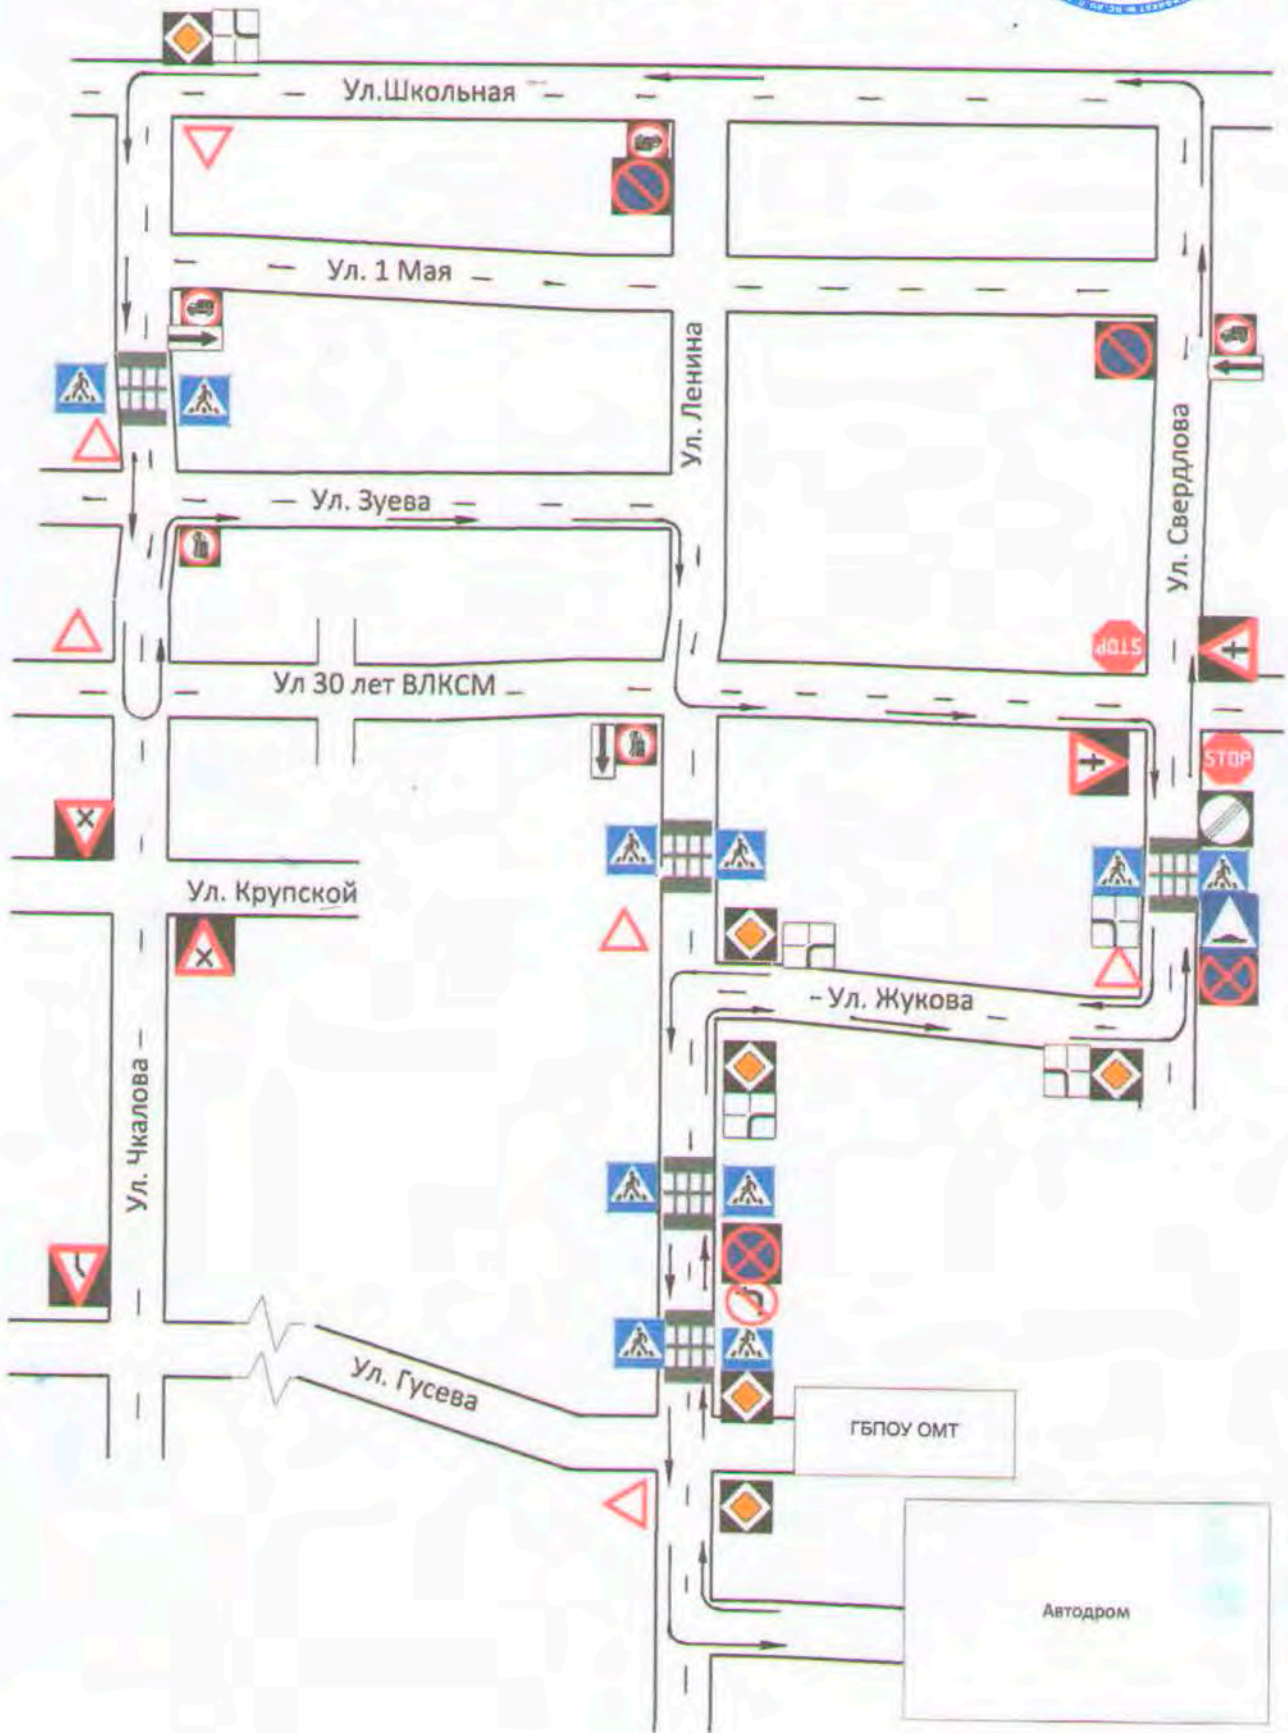 Ул.Школьная
Ул. 1 Мая
Ул. Ленина
Ул. Свердлова
Ул. Зуева
STOP
Ул 30 лет ВЛКСМ
STOP
Ул. Крупской
Ул. Жукова
Ул. Чкалова
Ул. Гусева
ГБПОУ ОМТ
Автодром